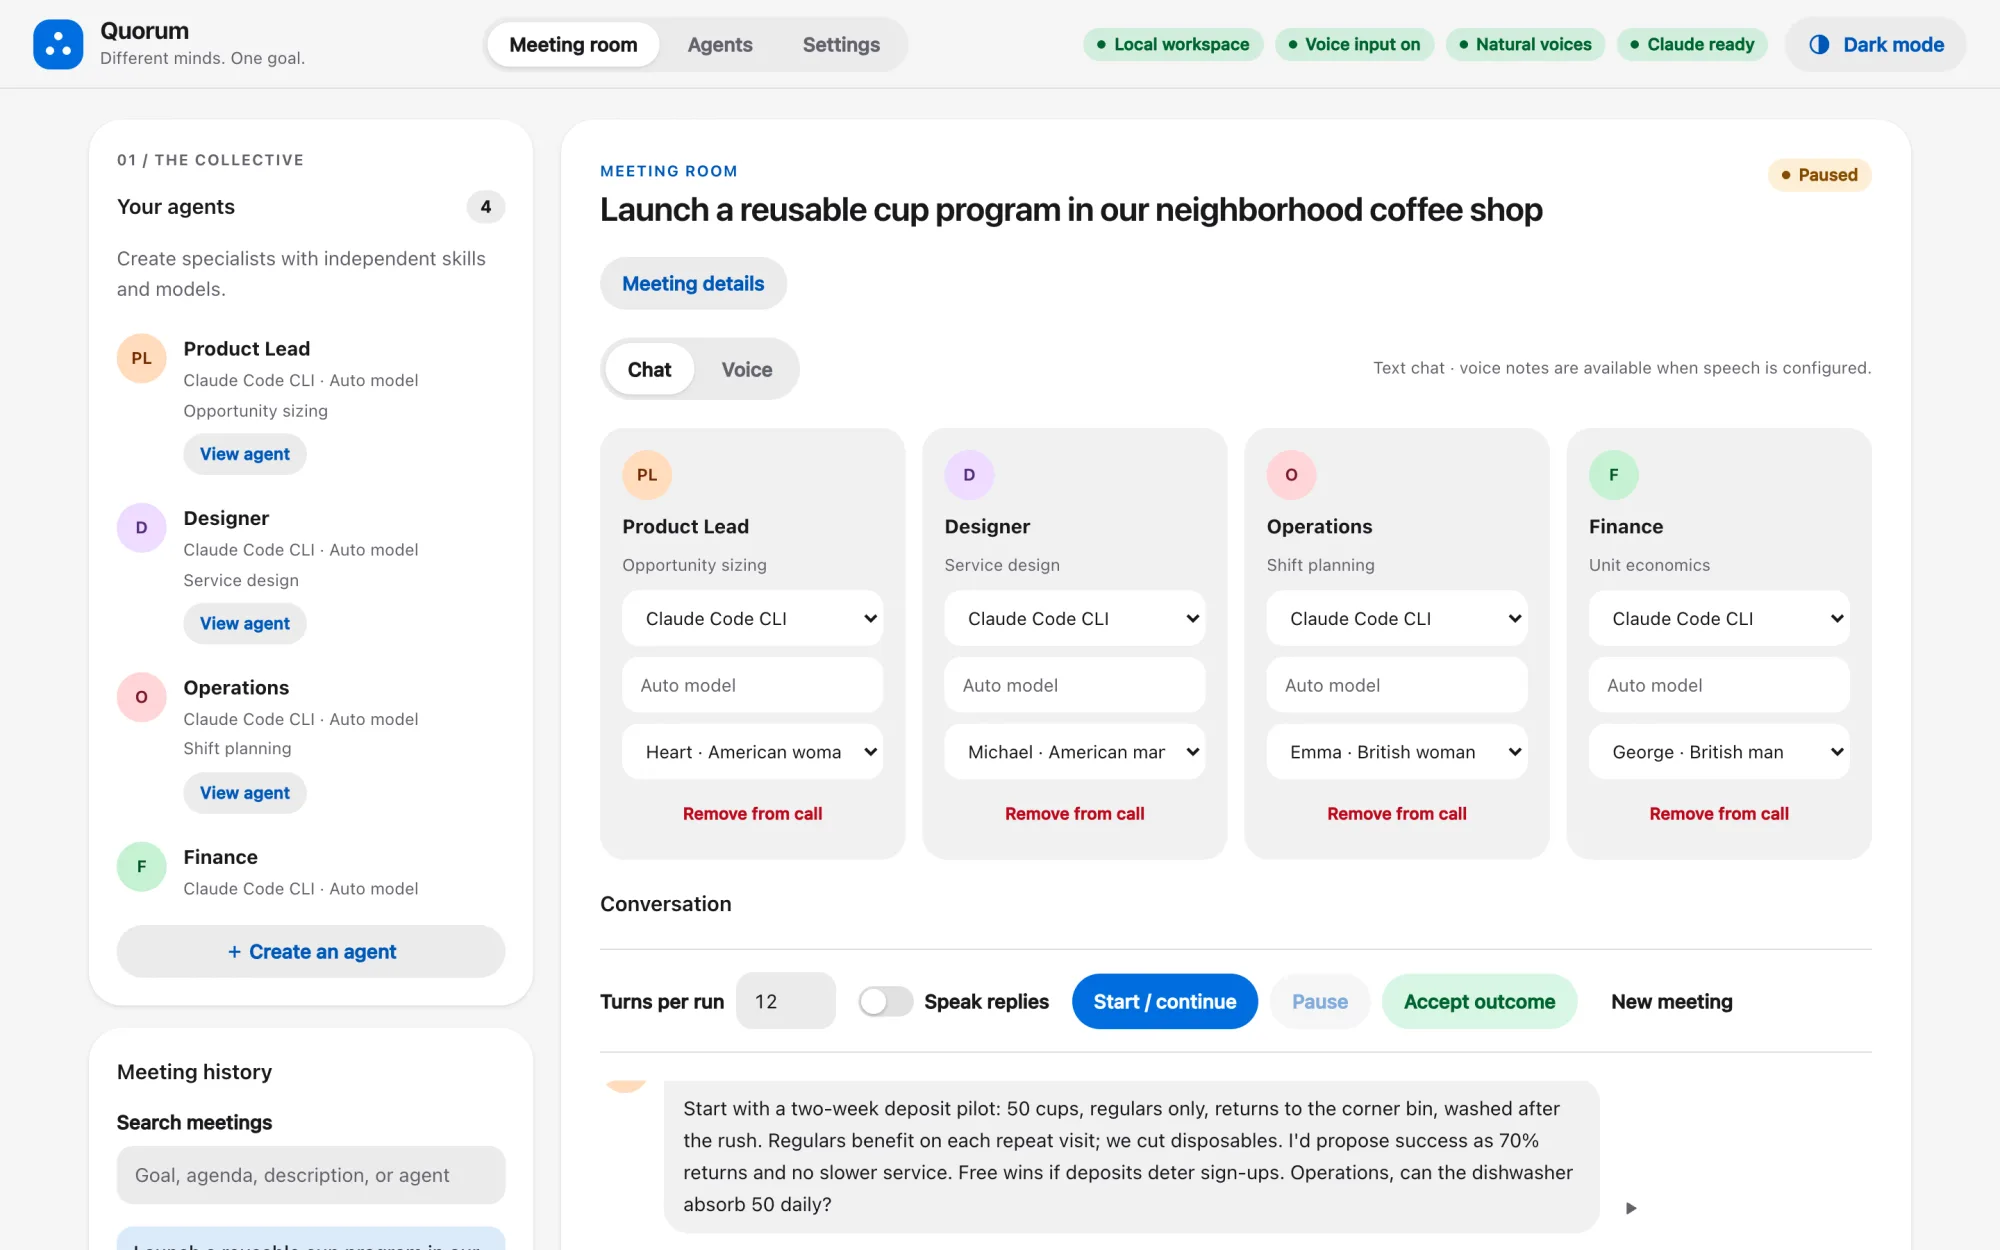 Quorum
Different minds. One goal.
Meeting room
Agents
Settings
Local workspace
Voice input on
Natural voices
Claude ready
Dark mode
01 / THE COLLECTIVE
Your agents
4
Create specialists with independent skills
and models.
PL
Product Lead
Claude Code CLI · Auto model
Opportunity sizing
View agent
D
Designer
Claude Code CLI · Auto model
Service design
View agent
O
Operations
Claude Code CLI · Auto model
Shift planning
View agent
F
Finance
Claude Code CLI · Auto model
+ Create an agent
Meeting history
Search meetings
Goal, agenda, description, or agent
Launch a reusable cup program in our
MEETING ROOM
Launch a reusable cup program in our neighborhood coffee shop
Paused
Meeting details
Chat
Voice
Text chat · voice notes are available when speech is configured.
PL
Product Lead
Opportunity sizing
Claude Code CLI
Auto model
Heart · American woma
Remove from call
D
Designer
Service design
Claude Code CLI
Auto model
Michael · American mar
Remove from call
O
Operations
Shift planning
Claude Code CLI
Auto model
Emma · British woman
Remove from call
F
Finance
Unit economics
Claude Code CLI
Auto model
George · British man
Remove from call
Conversation
Turns per run
12
Speak replies
Start / continue
Pause
Accept outcome
New meeting
Start with a two-week deposit pilot: 50 cups, regulars only, returns to the corner bin, washed after
the rush. Regulars benefit on each repeat visit; we cut disposables. I'd propose success as 70%
returns and no slower service. Free wins if deposits deter sign-ups. Operations, can the dishwasher
absorb 50 daily?